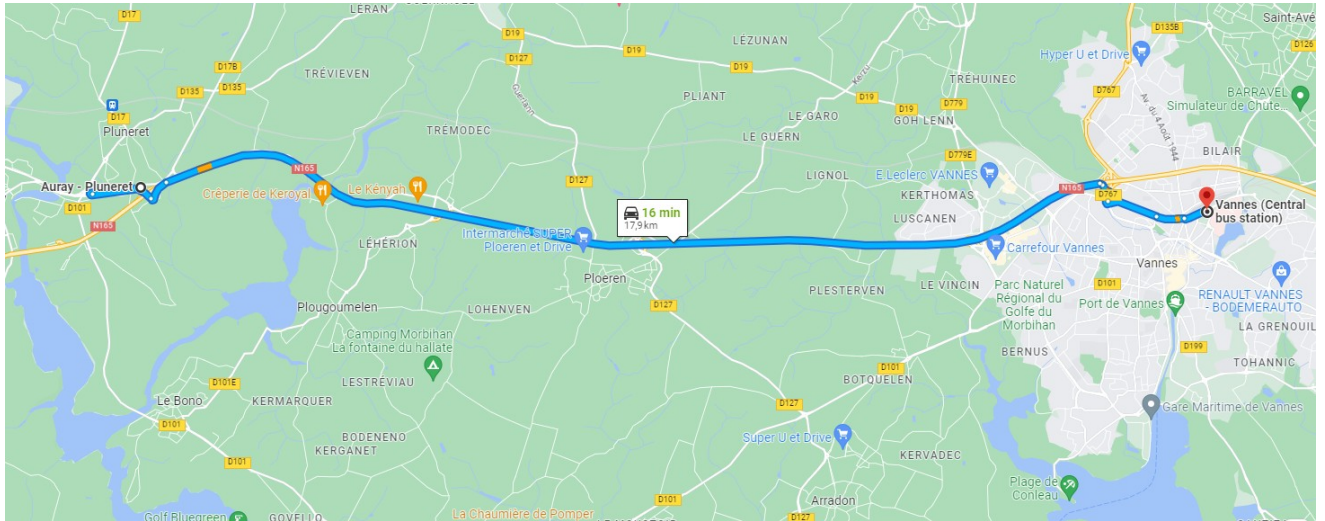 D17
LERAN
D19
D19
LÉZUNAN
D135B
Saint-Avé
D126
Hyper U et Drive
D17B
D127
D19
Kerzu
TRÉHUINEC
D767
BARRAVEL
Simulateur de Chute...
TRÉVIEVEN
D135
D135
PLIANT
D19
D19
D779
Av. du 4 Août 1944
D17
Pluneret
TREMODEC
LE GARO
GOH LENN
LE GUERN
D779E
BILAIR
N165
LIGNOL
E.Leclerc VANNES
Auray - Pluneret
Crêperie de Keroyal
Le Kenyah
D127
KERTHOMAS
N165
D767
Vannes (Central
bus station)
D101
N165
16 min
17,9 km
LUSCANEN
LEHÉRION
Intermarché SUPER
Ploeren et Drive
Carrefour Vannes
Vannes
Ploeren
LE VINCIN
Parc Naturel
Régional du
Golfe du
Morbihan
D101
RENAULT VANNES
- BODEMERAUTO
Plougoumelen
LOHENVEN
D127
PLESTERVEN
Port de Vannes
LA GRENOUIL
Camping Morbihan
La fontaine du hallate
BERNUS
D199
TOHANNIC
D101E
LESTRÉVIAU
D101
BOTQUELEN
Le Bono
KERMARQUER
D127
Gare Maritime de Vannes
D101
BODENENO
KERGANET
Super U et Drive
KERVADEC
D101
Plage de
Conleau
D101
Arradon
Golf Bluegreen
GOVELLO
La Chaumière de Pomper
D127